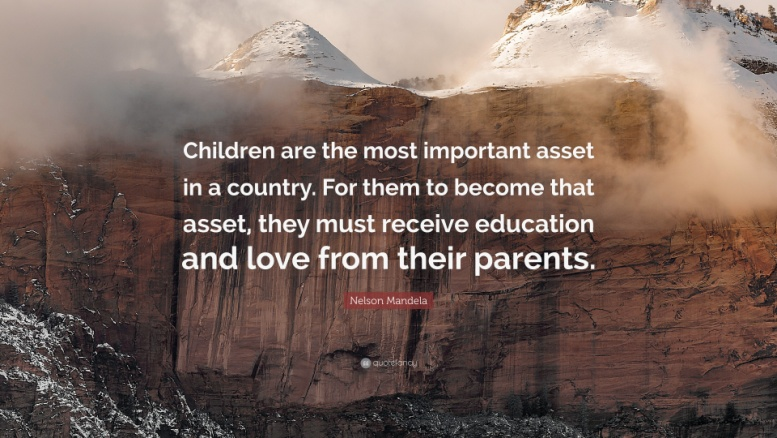 Children are the most important asset
in a country. For them to become that
asset, they must receive education
and love from their parents.
Nelson Mandela
quotefancy